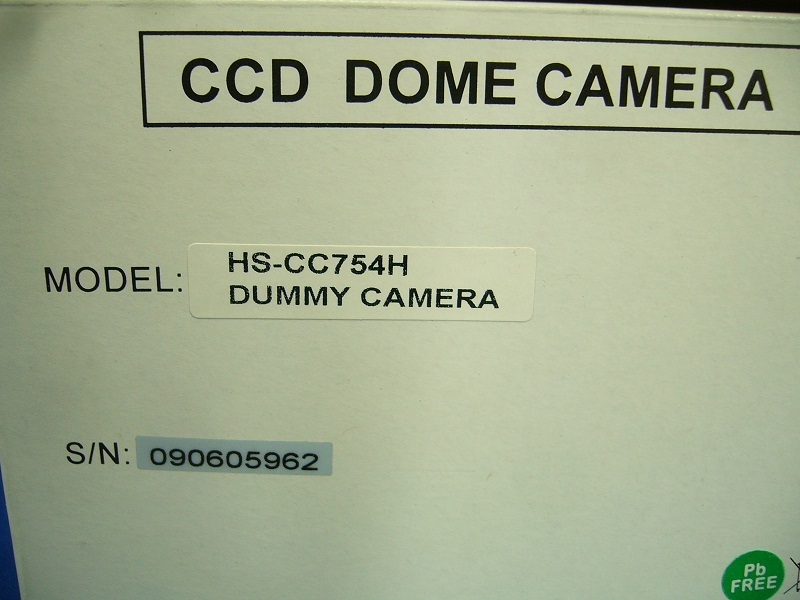 CCD DOME CAMERA
MODEL: HS-CC754H
DUMMY CAMERA
S/N: 090605962
Pb
FREE